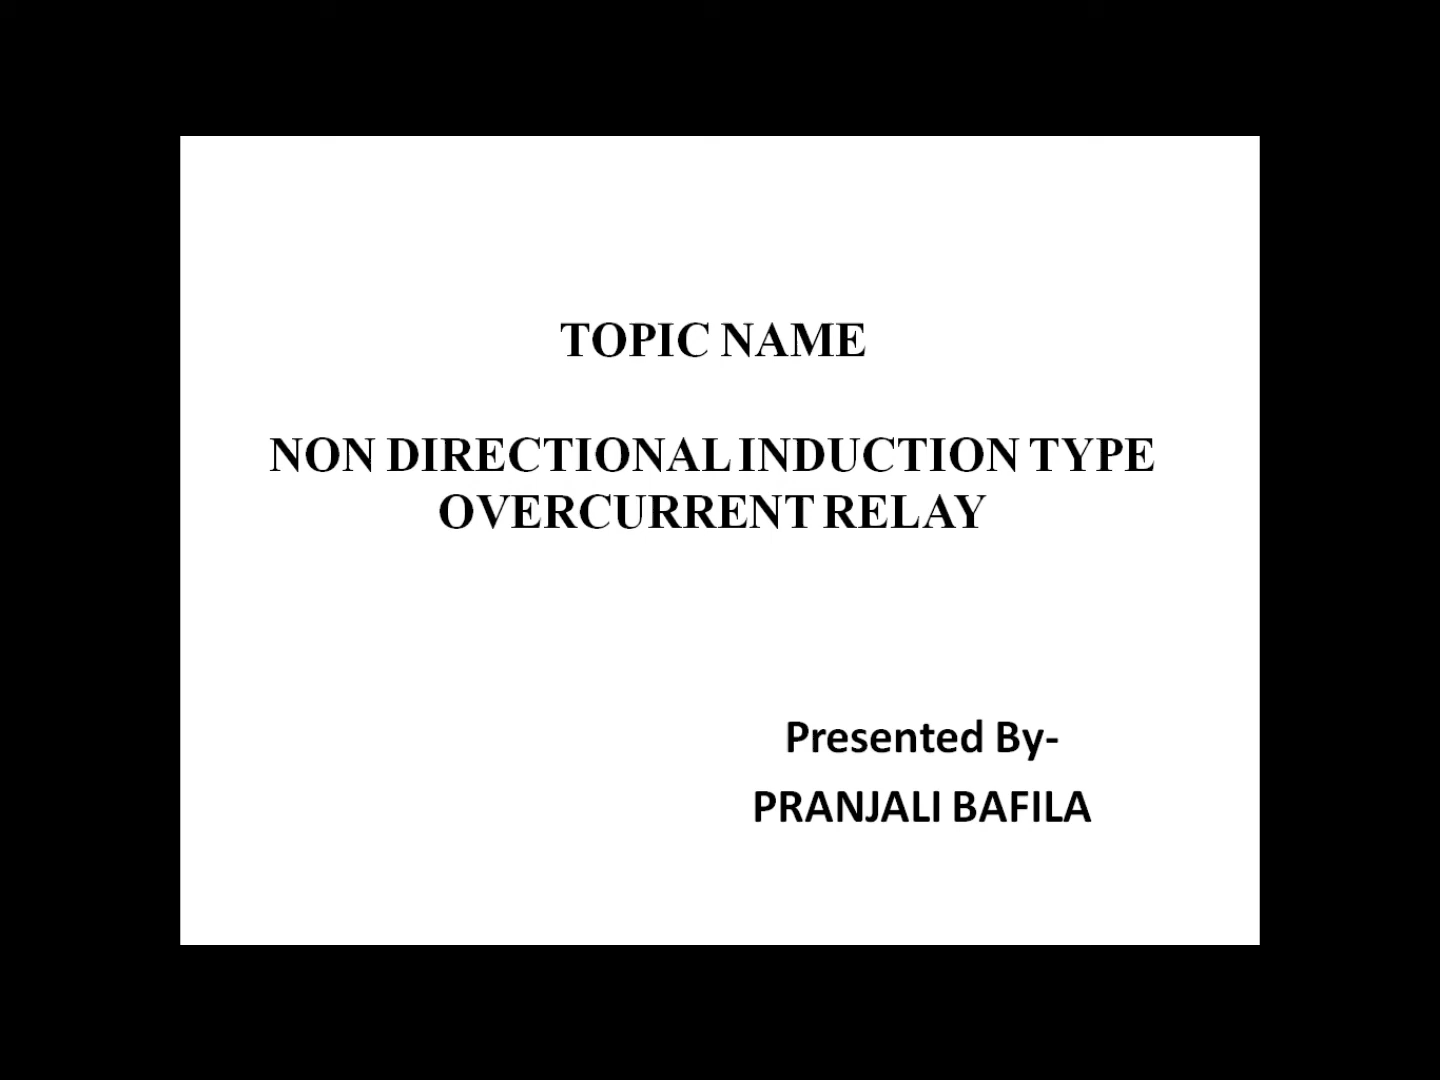 TOPIC NAME
NON DIRECTIONAL INDUCTION TYPE
OVERCURRENT RELAY
Presented By-
PRANJALI BAFILA